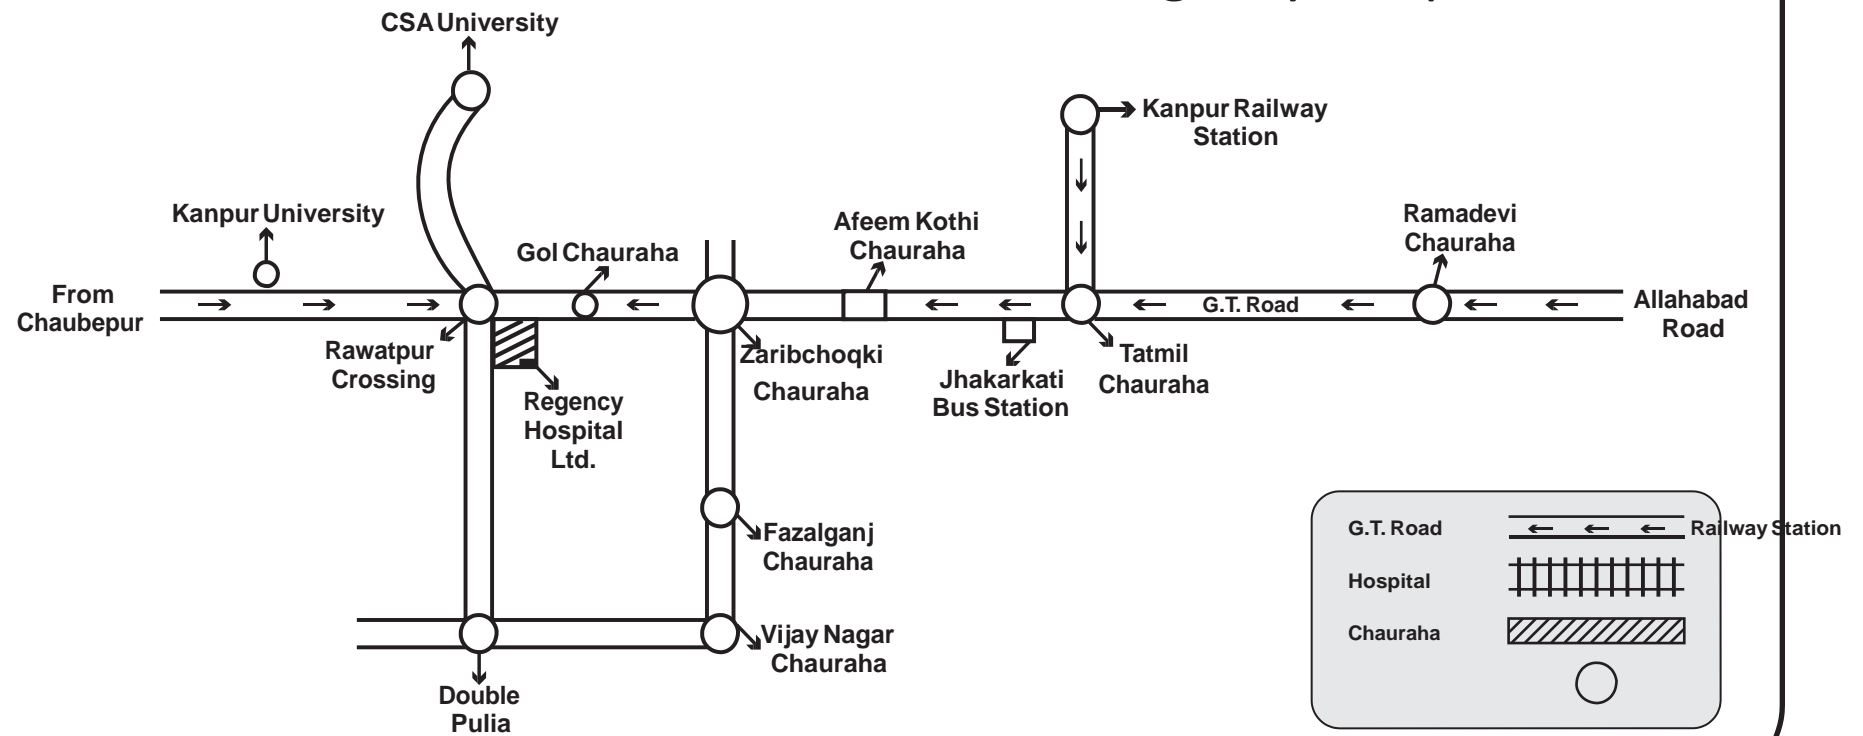 CSA University
Kanpur Railway
Station
Kanpur University
Gol Chauraha
Afeem Kothi
Chauraha
Ramadevi
Chauraha
From
Chaubepur
G.T. Road
Allahabad
Road
Rawatpur
Crossing
Regency
Hospital
Ltd.
Zaribchoqki
Chauraha
Jhakarkati
Bus Station
Tatmil
Chauraha
Fazalganj
Chauraha
Vijay Nagar
Chauraha
Double
Pulia
G.T. Road
Railway Station
Hospital
Chauraha